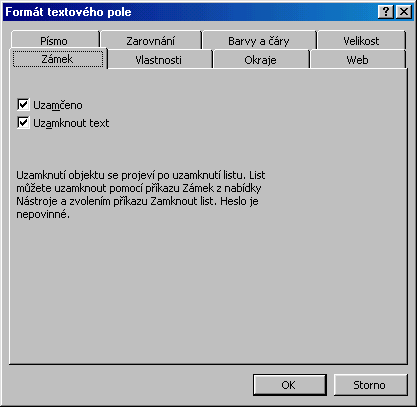 Formát textového pole
Písmo Zarovnání Barvy a čáry Velikost
Zámek Vlastnosti Okraje Web
Uzamčeno
Uzamknout text
Uzamknutí objektu se projeví po uzamknutí listu. List
můžete uzamknout pomocí příkazu Zámek z nabídky
Nástroje a zvolením příkazu Zamknout list. Heslo je
nepovinné.
OK Storno